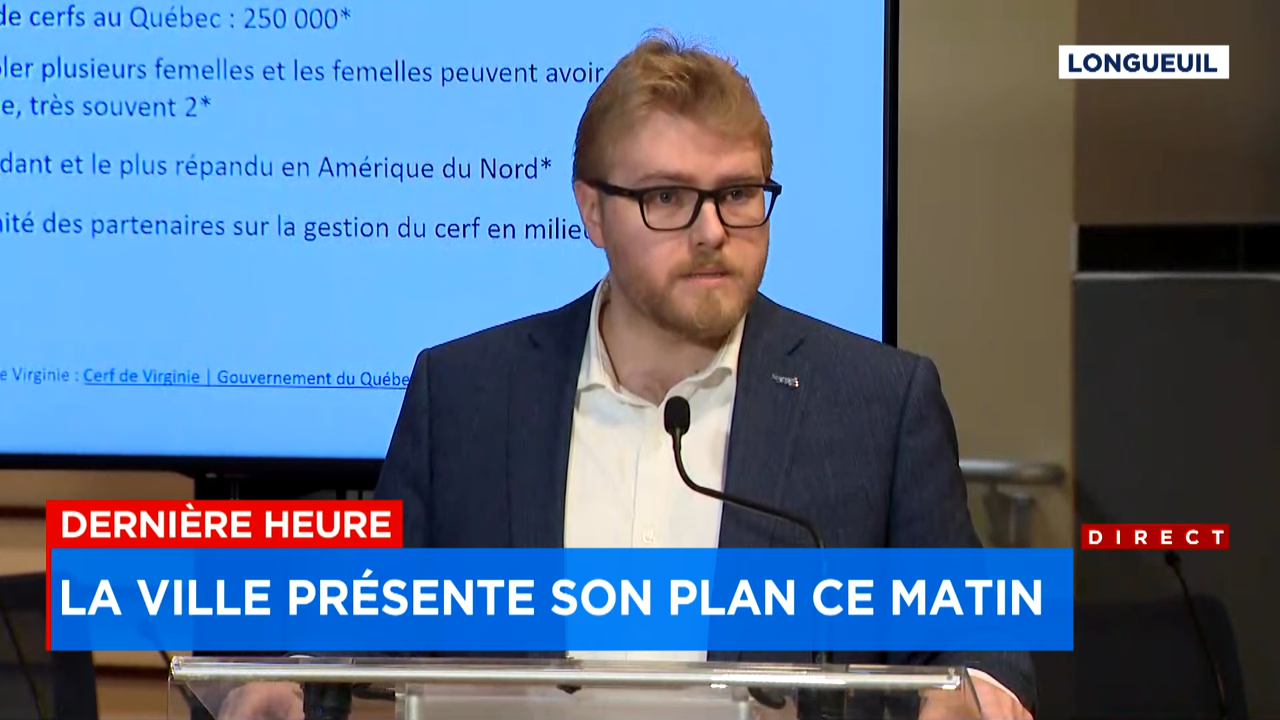 de cerfs au Québec : 250 000*
LONGUEUIL
ler plusieurs femelles et les femelles peuvent avoir
e, très souvent 2*
dant et le plus répandu en Amérique du Nord*
ité des partenaires sur la gestion du cerf en milieu
e Virginie : Cerf de Virginie | Gouvernement du Québe
DERNIÈRE HEURE
DIRECT
LA VILLE PRÉSENTE SON PLAN CE MATIN